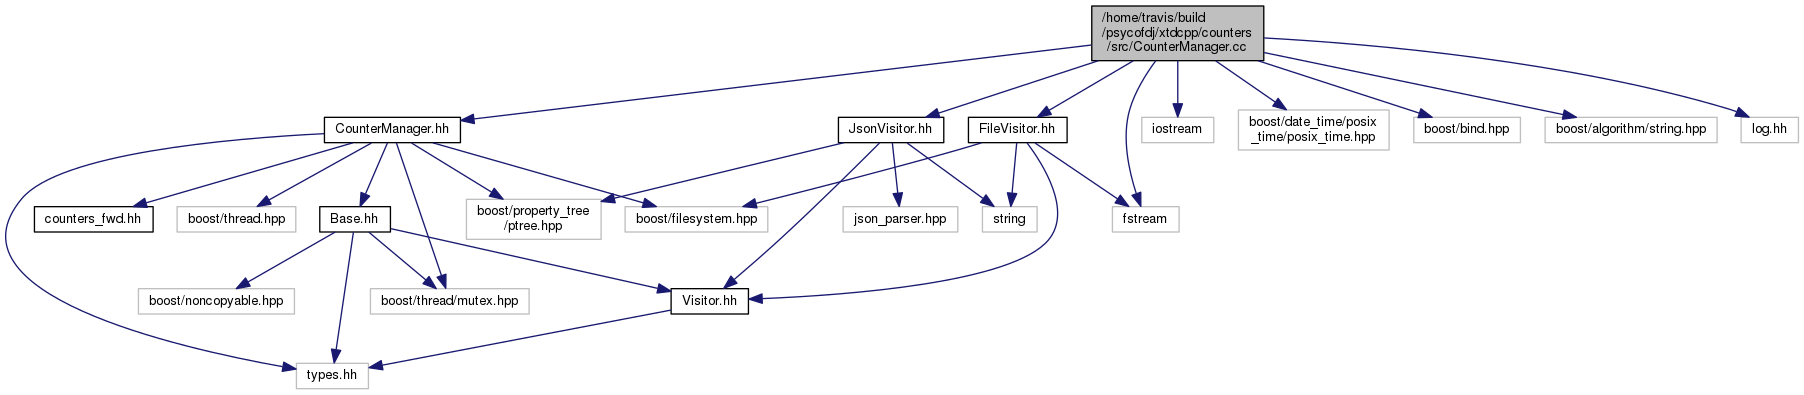 /home/travis/build
/psycofdj/xtdcpp/counters
/src/CounterManager.cc
CounterManager.hh
JsonVisitor.hh
FileVisitor.hh
iostream
boost/date_time/posix
_time/posix_time.hpp
boost/bind.hpp
boost/algorithm/string.hpp
log.hh
counters_fwd.hh
boost/thread.hpp
Base.hh
boost/property_tree
/ptree.hpp
boost/filesystem.hpp
json_parser.hpp
string
fstream
boost/noncopyable.hpp
boost/thread/mutex.hpp
Visitor.hh
types.hh